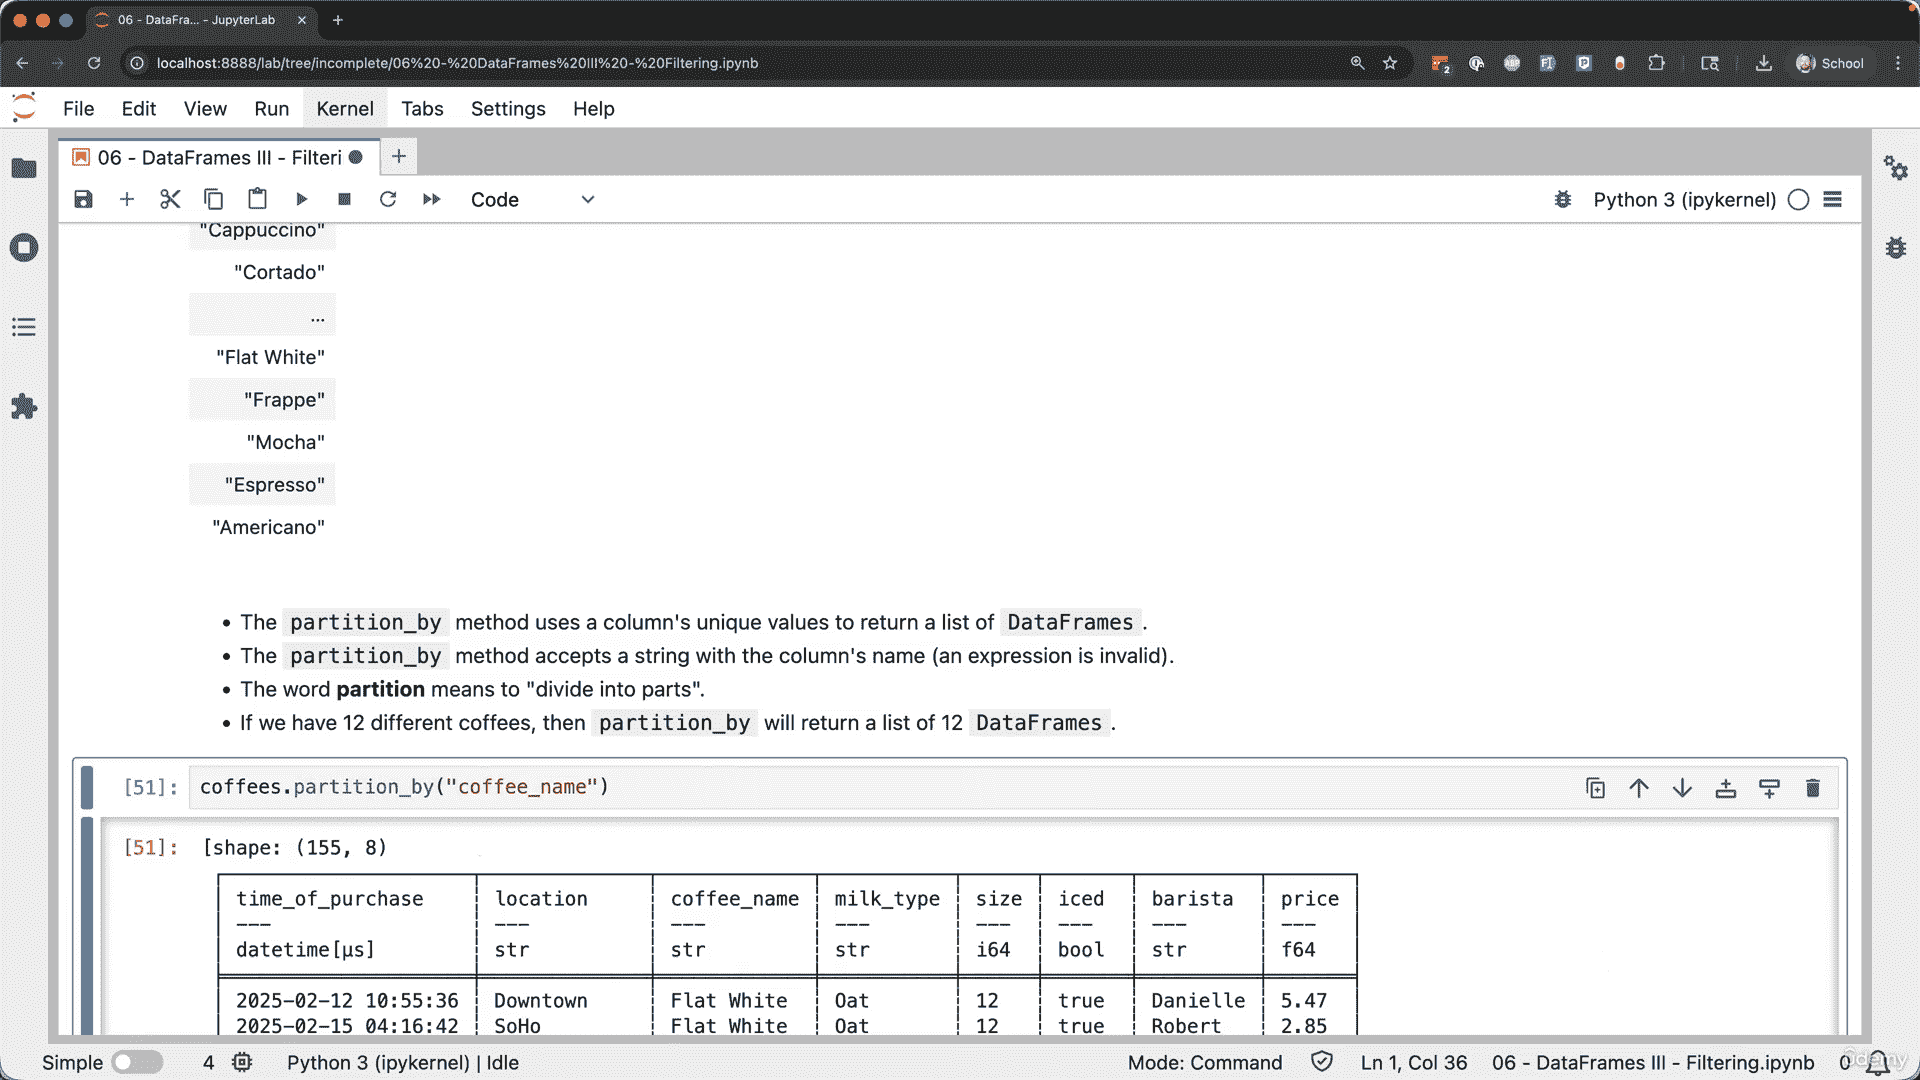 06 - DataFra... - JupyterLab
localhost:8888/lab/tree/incomplete/06%20-%20DataFrames%20III%20-%20Filtering.ipynb
2
School
File Edit View Run Kernel Tabs Settings Help
06 - DataFrames III - Filteri
Code
Python 3 (ipykernel)
"Cappuccino"
"Cortado"
...
"Flat White"
"Frappe"
"Mocha"
"Espresso"
"Americano"
• The partition_by method uses a column's unique values to return a list of DataFrames.
• The partition_by method accepts a string with the column's name (an expression is invalid).
• The word partition means to "divide into parts".
• If we have 12 different coffees, then partition_by will return a list of 12 DataFrames.
[51]: coffees.partition_by("coffee_name")
[51]: [shape: (155, 8)
time_of_purchase location coffee_name milk_type size iced barista price
--- --- --- --- --- --- --- ---
datetime[μs] str str str i64 bool str f64
2025-02-12 10:55:36 Downtown Flat White Oat 12 true Danielle 5.47
2025-02-15 04:16:42 SoHo Flat White Oat 12 true Robert 2.85
Simple 4 Python 3 (ipykernel) | Idle Mode: Command Ln 1, Col 36 06 - DataFrames III - Filtering.ipynb 0
udemy